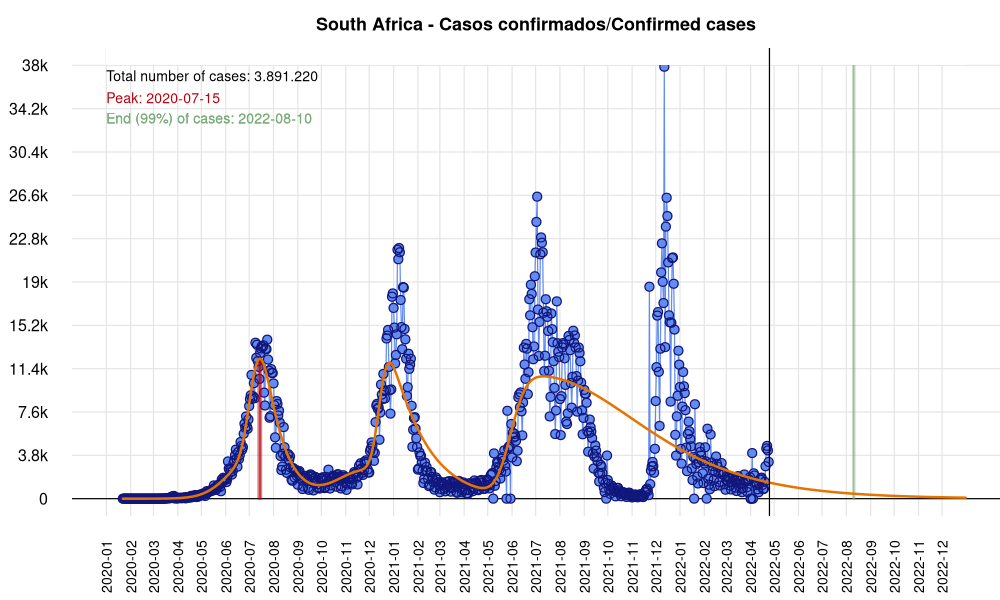 South Africa - Casos confirmados/Confirmed cases
Total number of cases: 3.891.220
Peak: 2020-07-15
End (99%) of cases: 2022-08-10
38k
34.2k
30.4k
26.6k
22.8k
19k
15.2k
11.4k
7.6k
3.8k
0
2020-01
2020-02
2020-03
2020-04
2020-05
2020-06
2020-07
2020-08
2020-09
2020-10
2020-11
2020-12
2021-01
2021-02
2021-03
2021-04
2021-05
2021-06
2021-07
2021-08
2021-09
2021-10
2021-11
2021-12
2022-01
2022-02
2022-03
2022-04
2022-05
2022-06
2022-07
2022-08
2022-09
2022-10
2022-11
2022-12